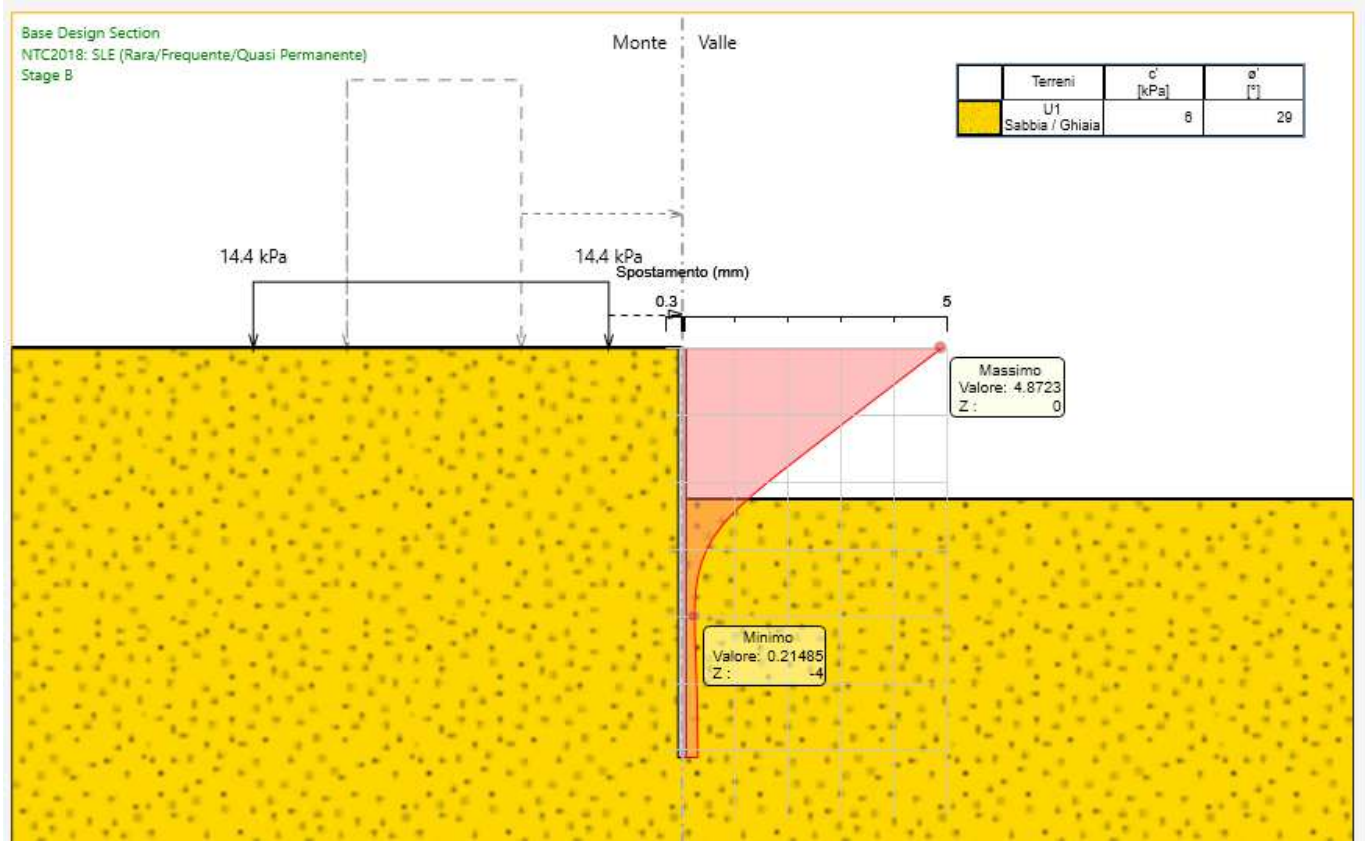 Base Design Section
NTC2018: SLE (Rara/Frequente/Quasi Permanente)
Stage B
Monte
Valle
Terreni c' ø'
[kPa] [°]
U1
Sabbia / Ghiaia 6 29
14.4 kPa
14.4 kPa
Spostamento (mm)
0.3
5
Massimo
Valore: 4.8723
Z : 0
Minimo
Valore: 0.21485
Z : -4